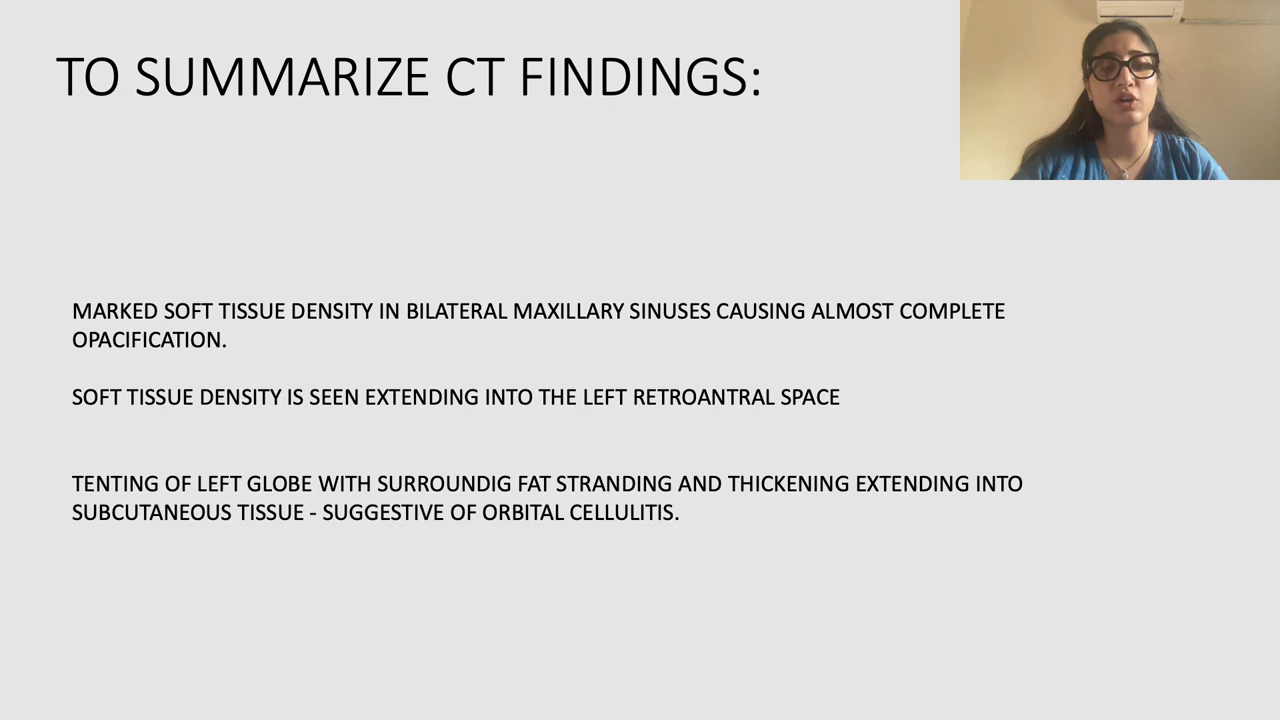 TO SUMMARIZE CT FINDINGS:
MARKED SOFT TISSUE DENSITY IN BILATERAL MAXILLARY SINUSES CAUSING ALMOST COMPLETE
OPACIFICATION.
SOFT TISSUE DENSITY IS SEEN EXTENDING INTO THE LEFT RETROANTRAL SPACE
TENTING OF LEFT GLOBE WITH SURROUNDIG FAT STRANDING AND THICKENING EXTENDING INTO
SUBCUTANEOUS TISSUE - SUGGESTIVE OF ORBITAL CELLULITIS.